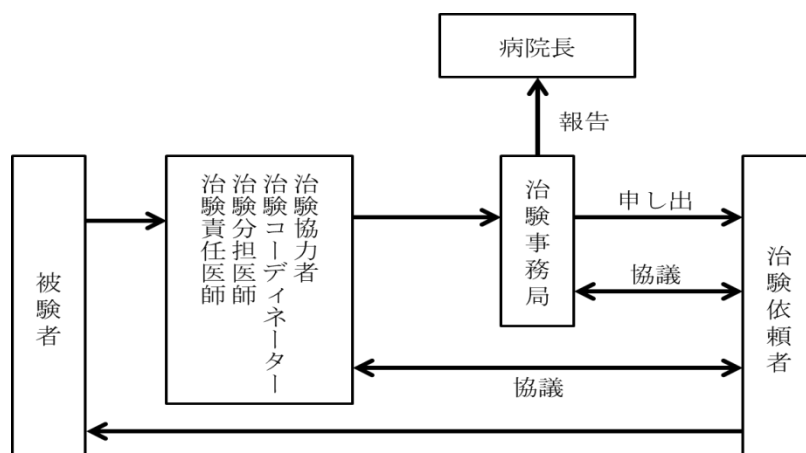 病院長
報告
被験者
治験協力者
治験コーディネーター
治験分担医師
治験責任医師
治験事務局
申し出
協議
協議
治験依頼者